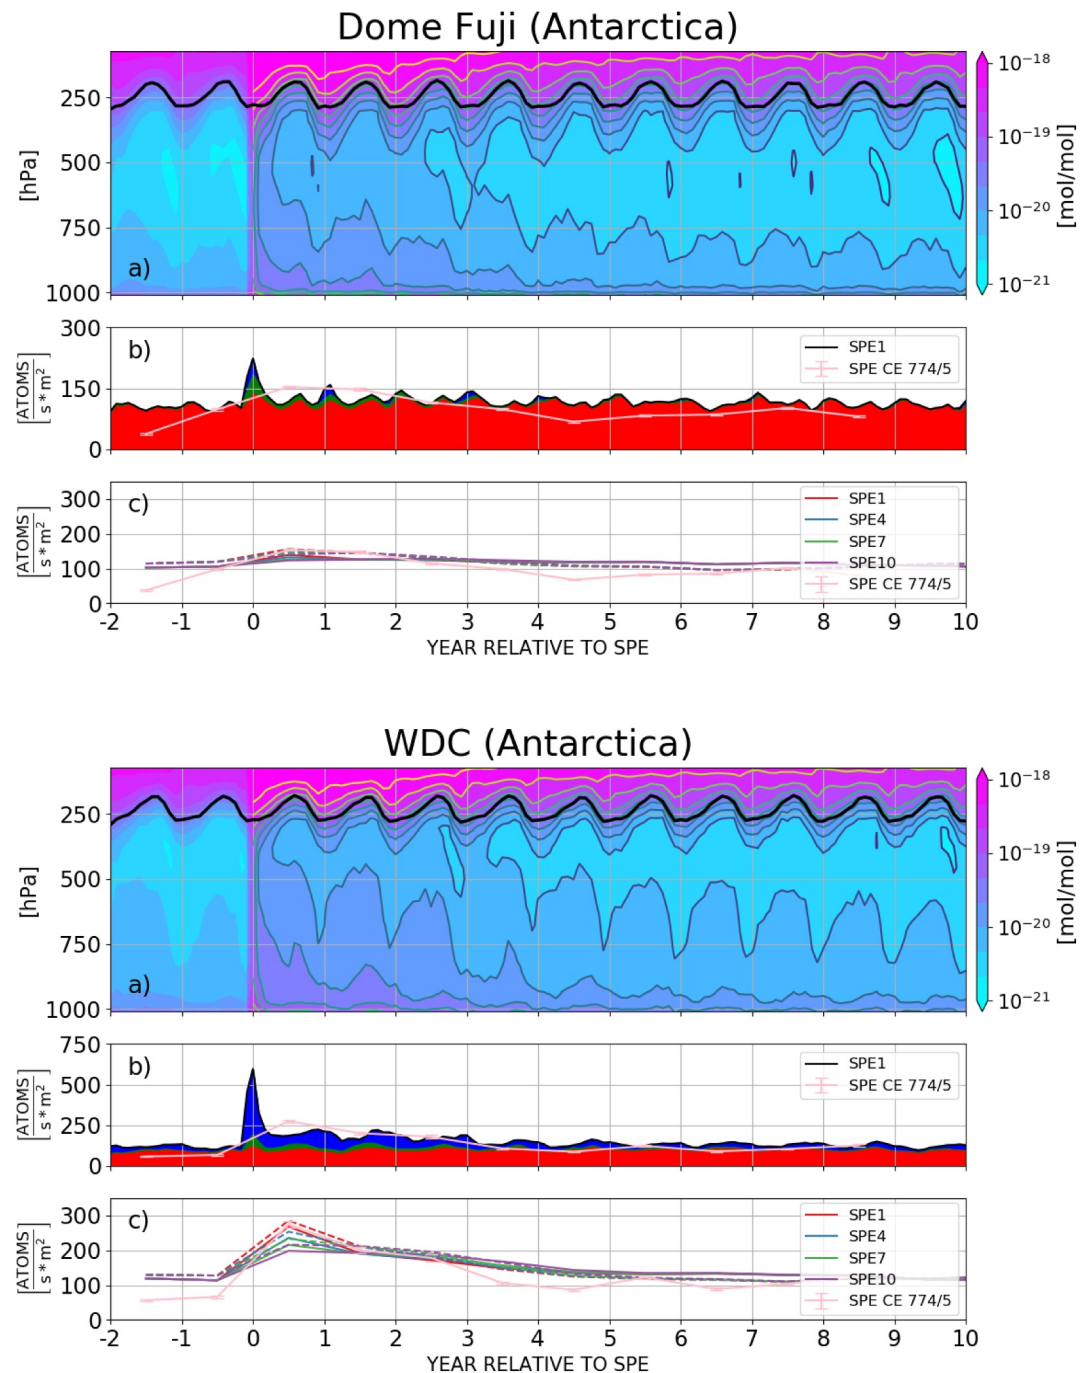 Dome Fuji (Antarctica)
250
500
750
1000
[hPa]
a)
10⁻¹⁸
10⁻¹⁹
10⁻²⁰
10⁻²¹
[mol/mol]
300
150
0
[ATOMS / s * m²]
b)
SPE1
SPE CE 774/5
300
200
100
0
[ATOMS / s * m²]
c)
SPE1
SPE4
SPE7
SPE10
SPE CE 774/5
-2 -1 0 1 2 3 4 5 6 7 8 9 10
YEAR RELATIVE TO SPE
WDC (Antarctica)
250
500
750
1000
[hPa]
a)
10⁻¹⁸
10⁻¹⁹
10⁻²⁰
10⁻²¹
[mol/mol]
750
500
250
0
[ATOMS / s * m²]
b)
SPE1
SPE CE 774/5
300
200
100
0
[ATOMS / s * m²]
c)
SPE1
SPE4
SPE7
SPE10
SPE CE 774/5
-2 -1 0 1 2 3 4 5 6 7 8 9 10
YEAR RELATIVE TO SPE